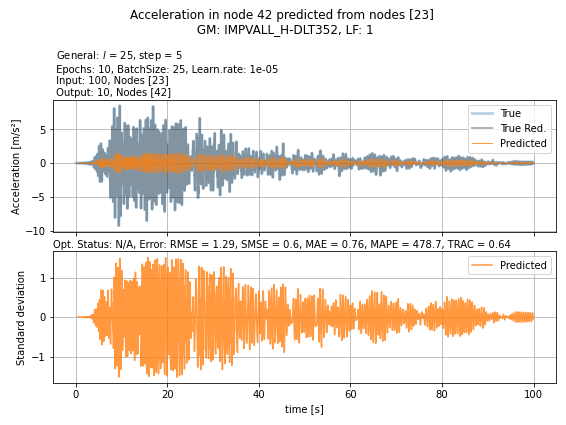 Acceleration in node 42 predicted from nodes [23]
GM: IMPVALL_H-DLT352, LF: 1
General: l = 25, step = 5
Epochs: 10, BatchSize: 25, Learn.rate: 1e-05
Input: 100, Nodes [23]
Output: 10, Nodes [42]
True
True Red.
Predicted
5
0
−5
−10
Acceleration [m/s²]
Opt. Status: N/A, Error: RMSE = 1.29, SMSE = 0.6, MAE = 0.76, MAPE = 478.7, TRAC = 0.64
Predicted
1
0
−1
Standard deviation
0 20 40 60 80 100
time [s]